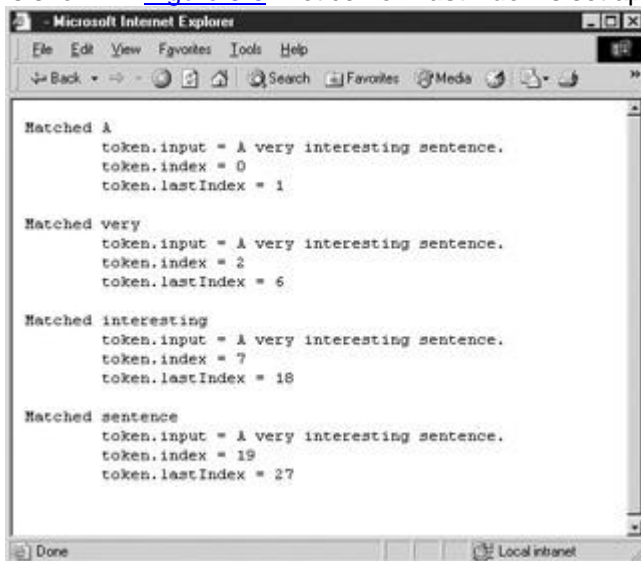 - Microsoft Internet Explorer
File Edit View Favorites Tools Help
Back Search Favorites Media
Matched A
token.input = A very interesting sentence.
token.index = 0
token.lastIndex = 1
Matched very
token.input = A very interesting sentence.
token.index = 2
token.lastIndex = 6
Matched interesting
token.input = A very interesting sentence.
token.index = 7
token.lastIndex = 18
Matched sentence
token.input = A very interesting sentence.
token.index = 19
token.lastIndex = 27
Done Local intranet